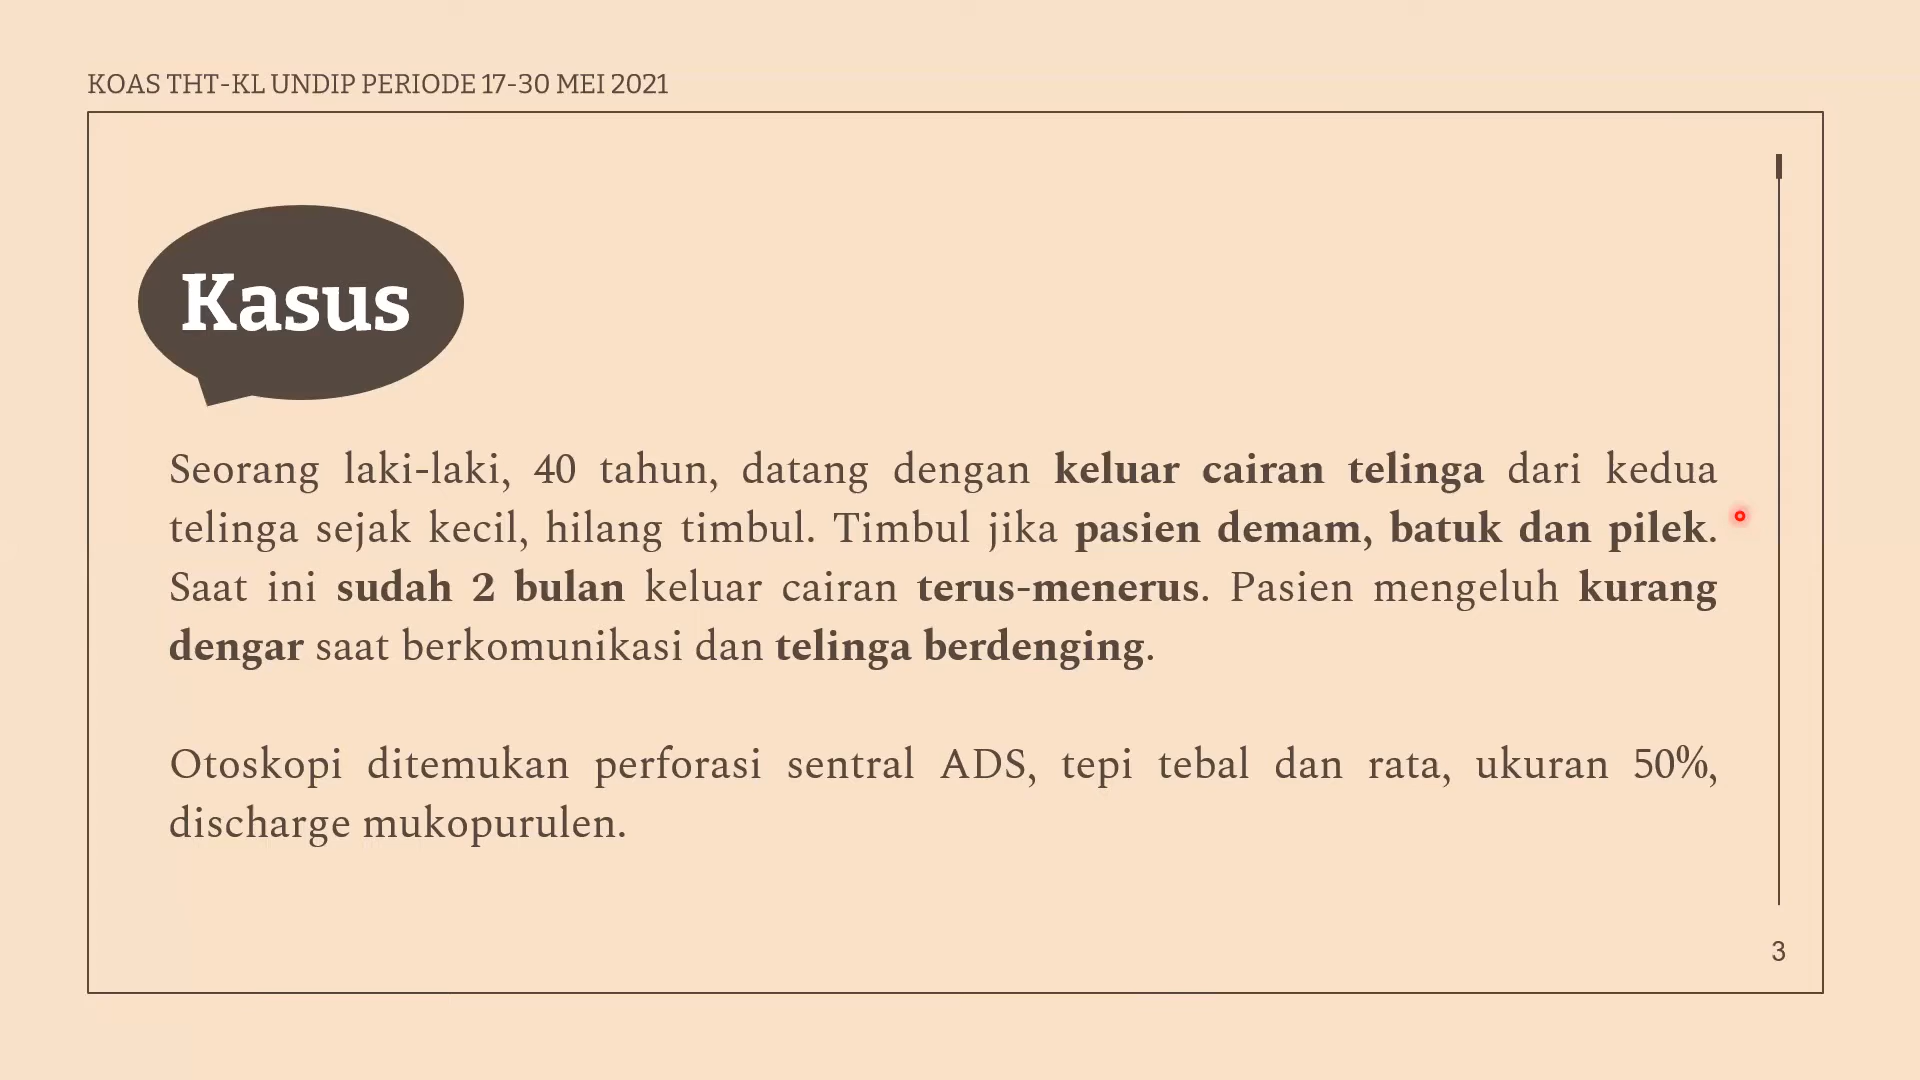 KOAS THT-KL UNDIP PERIODE 17-30 MEI 2021
Kasus
Seorang laki-laki, 40 tahun, datang dengan keluar cairan telinga dari kedua
telinga sejak kecil, hilang timbul. Timbul jika pasien demam, batuk dan pilek.
Saat ini sudah 2 bulan keluar cairan terus-menerus. Pasien mengeluh kurang
dengar saat berkomunikasi dan telinga berdenging.
Otoskopi ditemukan perforasi sentral ADS, tepi tebal dan rata, ukuran 50%,
discharge mukopurulen.
3